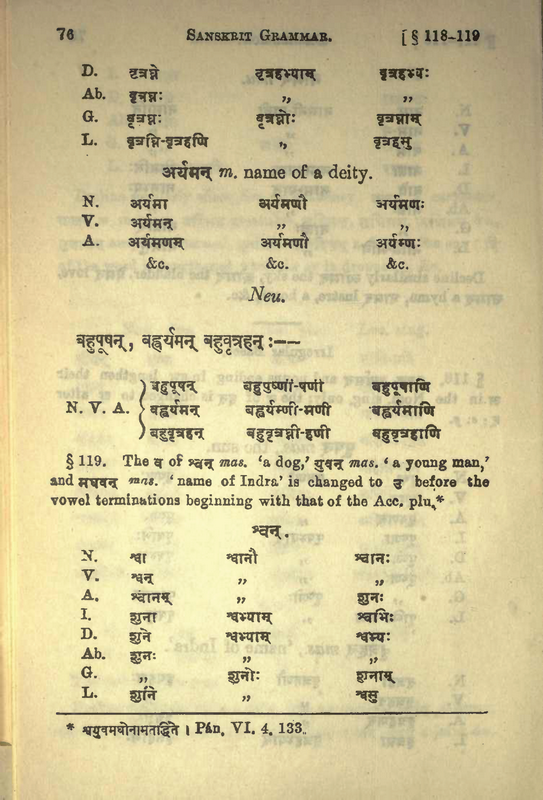 76 SANSKRIT GRAMMAR. [ § 118-119
D. वृत्रघ्ने वृत्रहभ्याम् वृत्रहभ्यः
Ab. वृत्रघ्नः ,, ,,
G. वृत्रघ्नः वृत्रघ्नोः वृत्रघ्नाम्
L. वृत्रघ्नि-वृत्रहणि ,, वृत्रहसु
अर्यमन् m. name of a deity.
N. अर्यमा अर्यमणौ अर्यमणः
V. अर्यमन् ,, ,,
A. अर्यमणम् अर्यमणौ अर्यम्णः
&c. &c. &c.
Neu.
बहुपूषन्, बह्वर्यमन् बहुवृत्रहन् :--
बहुपूषन् बहुपुष्णी-षणी बहुपूषाणि
N. V. A. बह्वर्यमन् बह्वर्यम्णी-मणी बह्वर्यमाणि
बहुवृत्रहन् बहुवृत्रघ्नी-हणी बहुवृत्रहाणि
§ 119. The व of श्वन् mas. 'a dog,' युवन् mas. 'a young man,'
and मघवन् mas. 'name of Indra' is changed to उ before the
vowel terminations beginning with that of the Acc. plu.*
श्वन्.
N. श्वा श्वानौ श्वानः
V. श्वन् ,, ,,
A. श्वानम् ,, शुनः
I. शुना श्वभ्याम् श्वभिः
D. शुने श्वभ्याम् श्वभ्यः
Ab. शुनः ,, ,,
G. ,, शुनोः शुनाम्
L. शुनि ,, श्वसु
* श्वयुवमघोनामतद्धिते । Pán. VI. 4. 133.